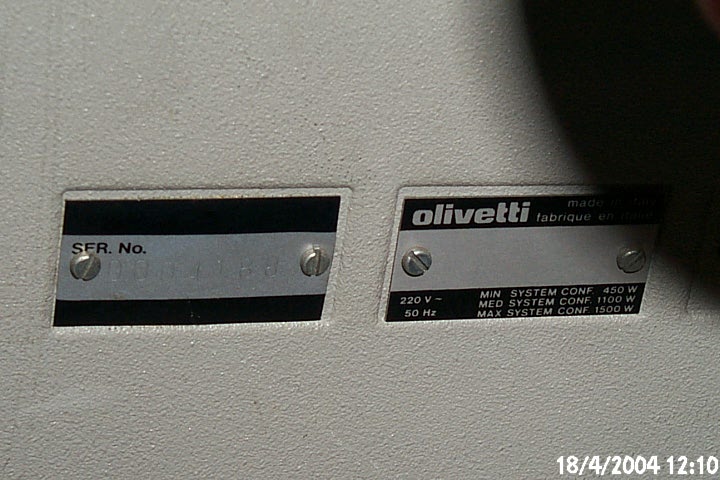 SER. No.
olivetti
made in Italy
fabrique en Italie
220 V ~
50 Hz
MIN SYSTEM CONF. 450 W
MED SYSTEM CONF. 1100 W
MAX SYSTEM CONF. 1500 W
18/4/2004 12:10